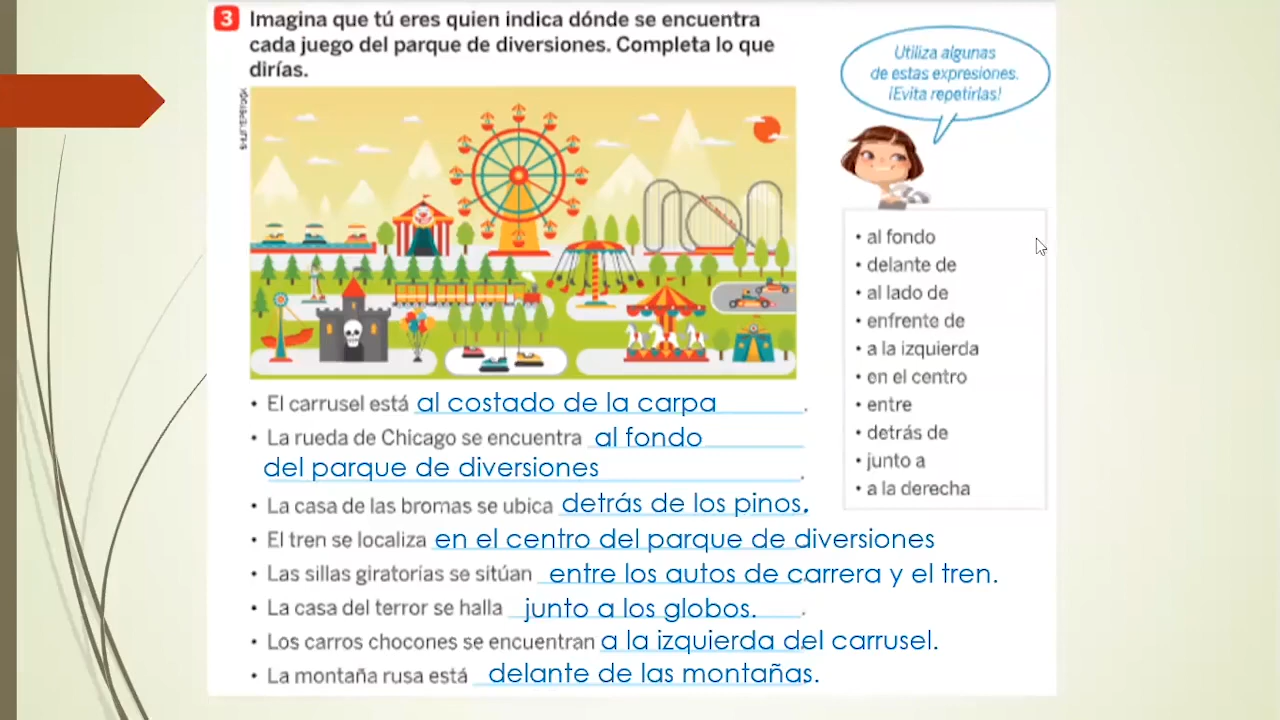 3 Imagina que tú eres quien indica dónde se encuentra
cada juego del parque de diversiones. Completa lo que
dirías.
Utiliza algunas
de estas expresiones.
¡Evita repetirlas!
• al fondo
• delante de
• al lado de
• enfrente de
• a la izquierda
• en el centro
• entre
• detrás de
• junto a
• a la derecha
• El carrusel está al costado de la carpa.
• La rueda de Chicago se encuentra al fondo
del parque de diversiones.
• La casa de las bromas se ubica detrás de los pinos.
• El tren se localiza en el centro del parque de diversiones
• Las sillas giratorias se sitúan entre los autos de carrera y el tren.
• La casa del terror se halla junto a los globos. .
• Los carros chocones se encuentran a la izquierda del carrusel.
• La montaña rusa está delante de las montañas.